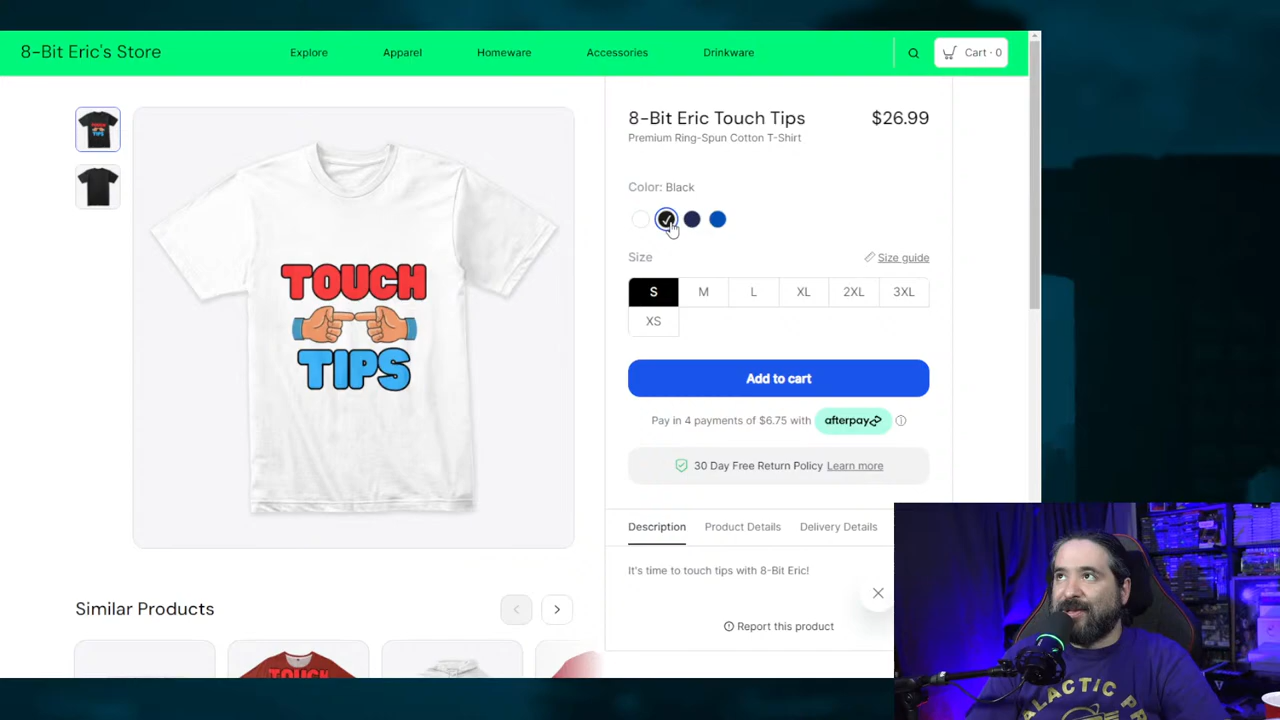 8-Bit Eric's Store
Explore
Apparel
Homeware
Accessories
Drinkware
Cart · 0
8-Bit Eric Touch Tips
$26.99
Premium Ring-Spun Cotton T-Shirt
Color: Black
Size
Size guide
S
M
L
XL
2XL
3XL
XS
Add to cart
Pay in 4 payments of $6.75 with afterpay
30 Day Free Return Policy Learn more
Description
Product Details
Delivery Details
It's time to touch tips with 8-Bit Eric!
Report this product
TOUCH
TIPS
TOUCH
TIPS
Similar Products
TOUCH